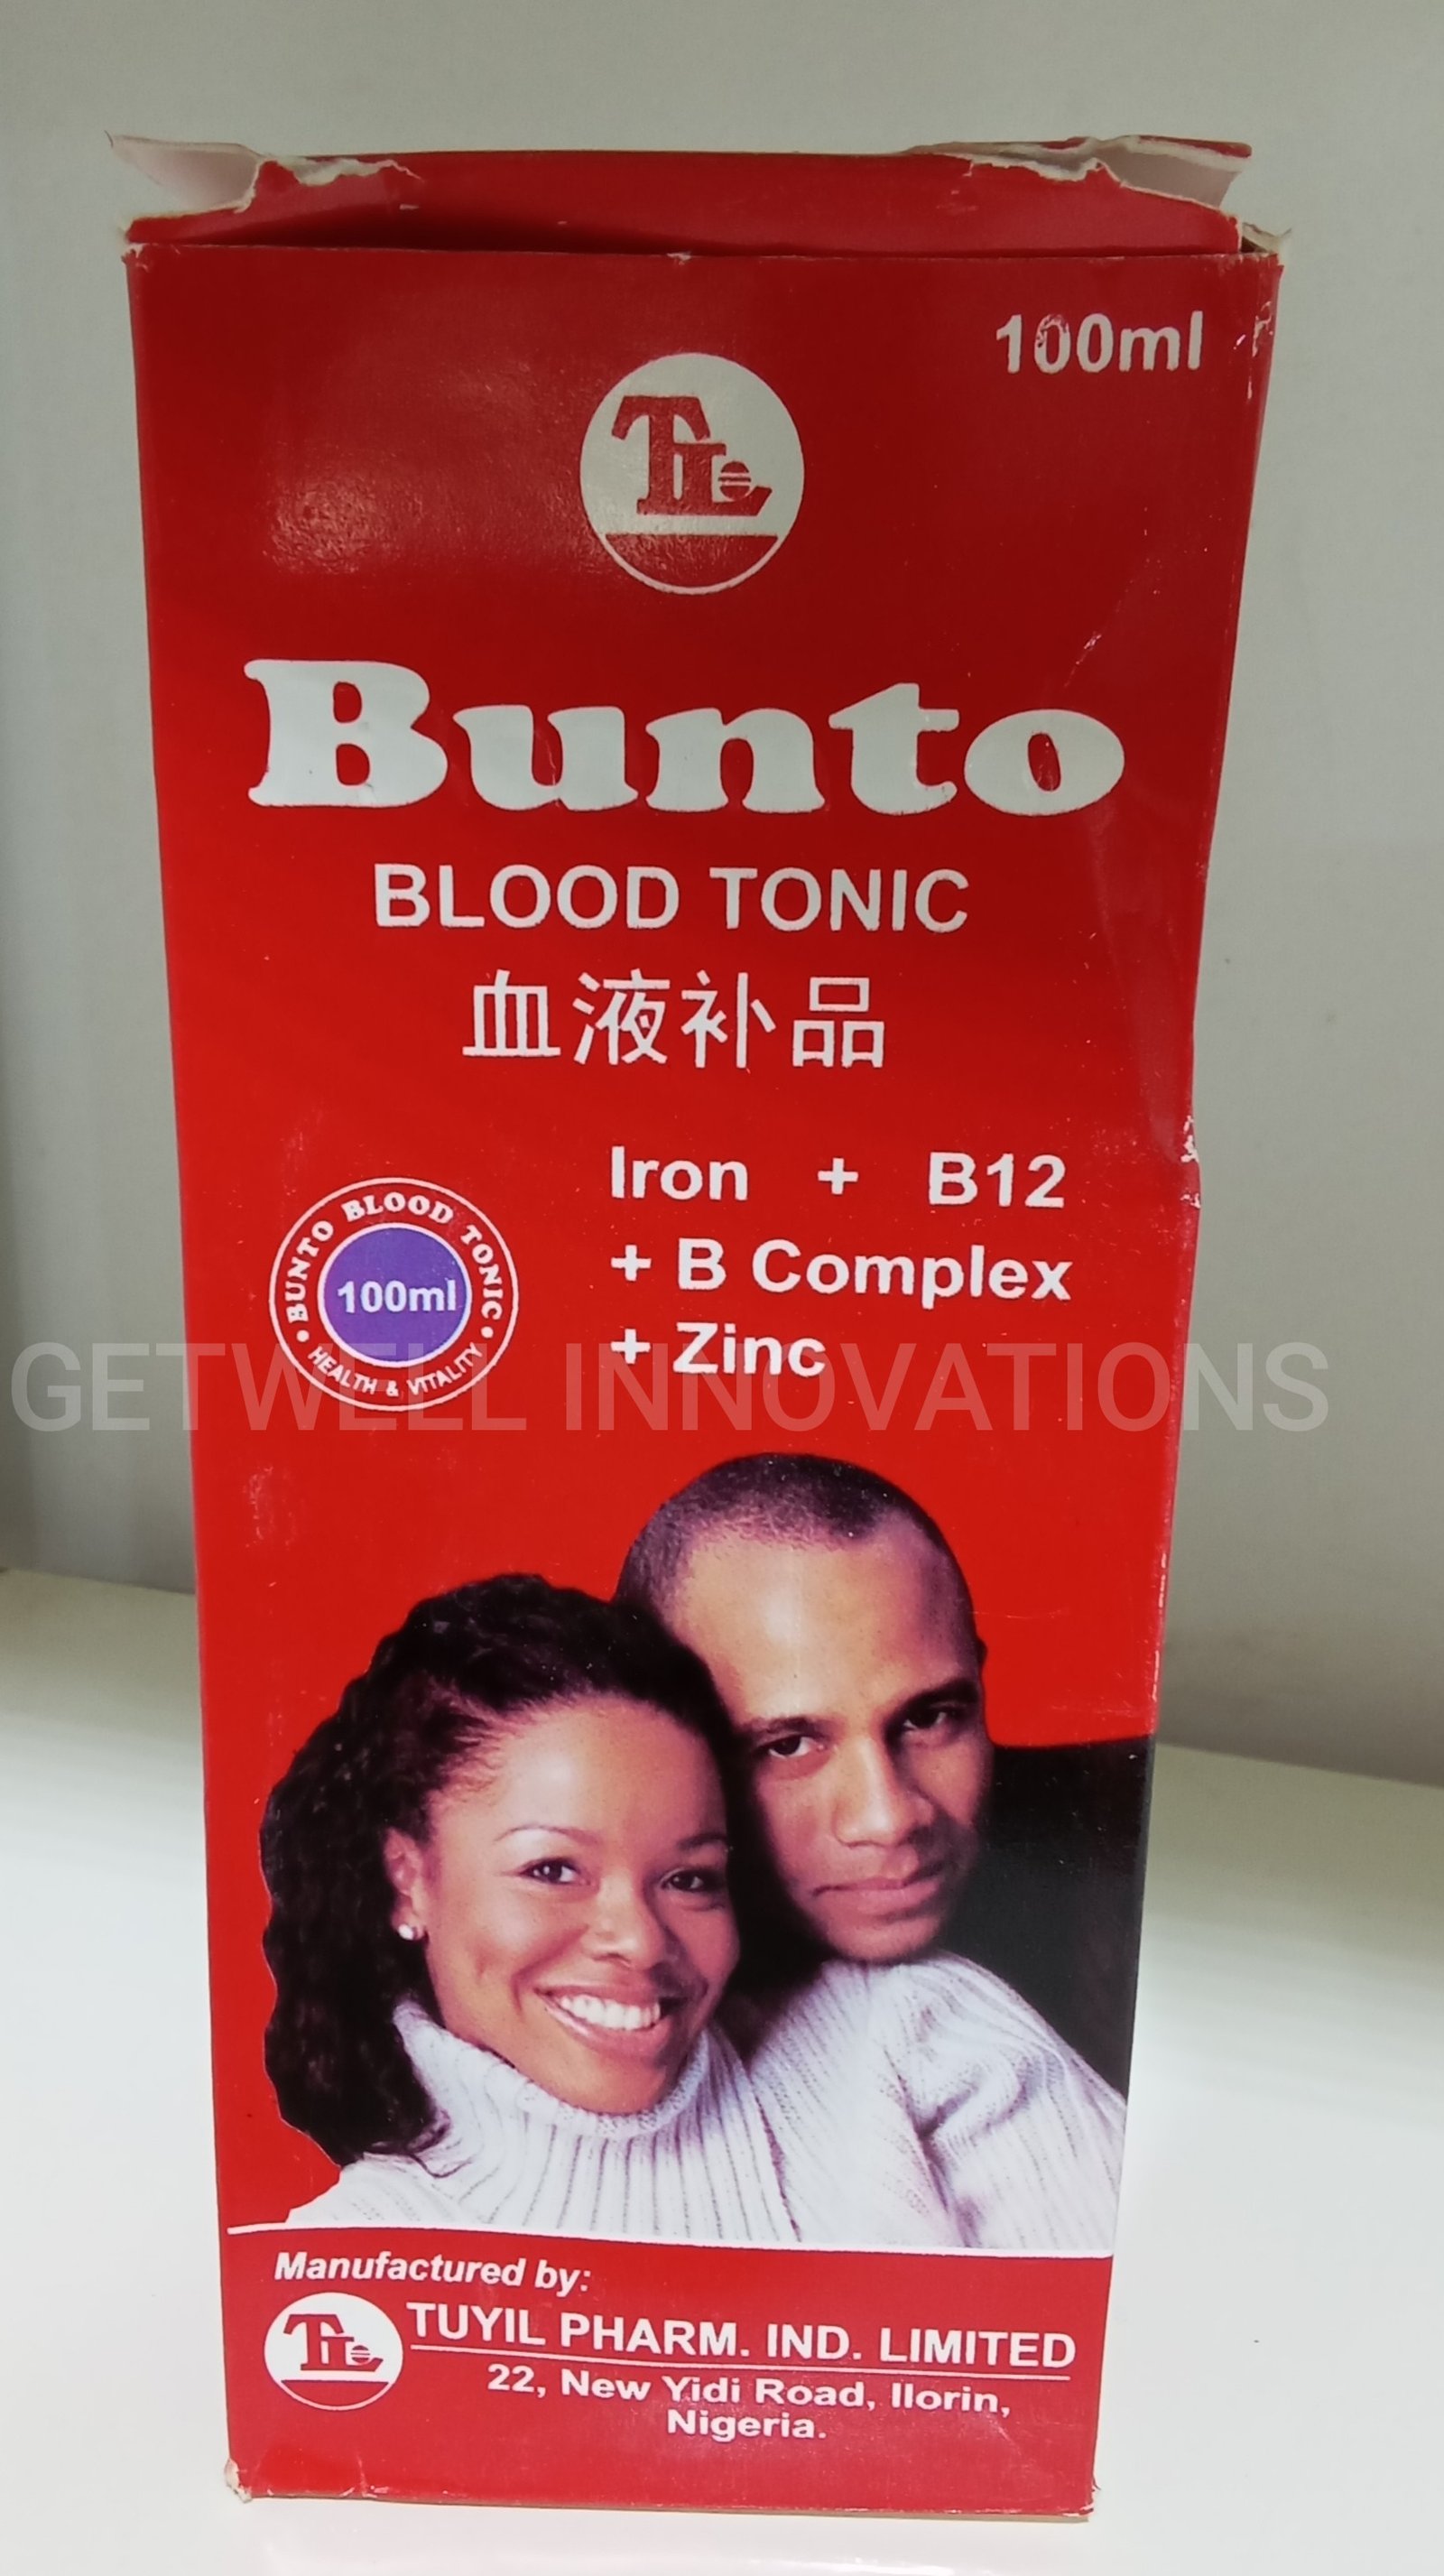 100ml
TIL
Bunto
BLOOD TONIC
血液补品
Iron + B12
+ B Complex
+ Zinc
BUNTO BLOOD TONIC
100ml
HEALTH & VITALITY
GETWELL INNOVATIONS
Manufactured by:
TIL
TUYIL PHARM. IND. LIMITED
22, New Yidi Road, Ilorin,
Nigeria.